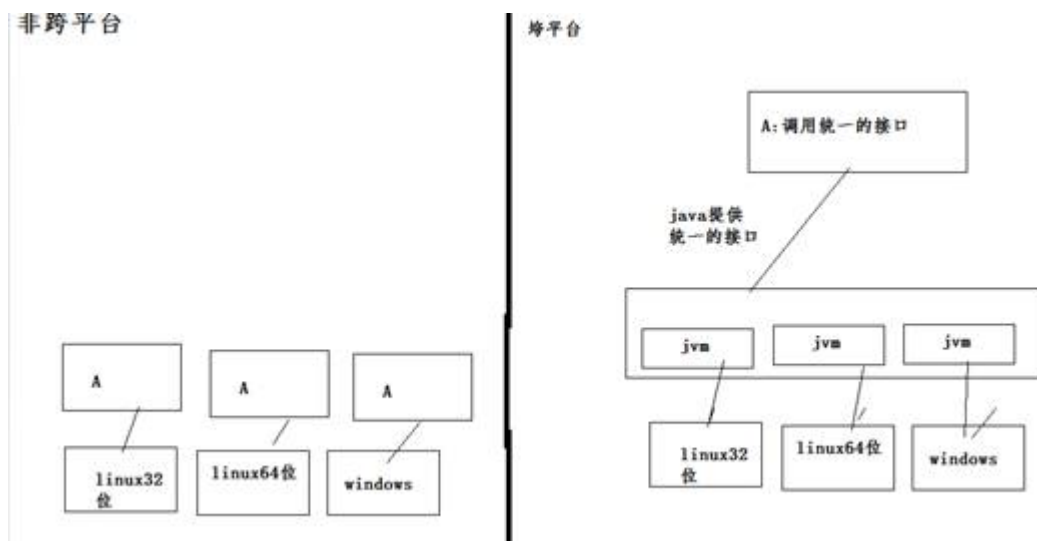 非跨平台
A
A
A
linux32
位
linux64位
windows
垮平台
A:调用统一的接口
java提供
统一的接口
jvm
jvm
jvm
linux32
位
linux64位
windows